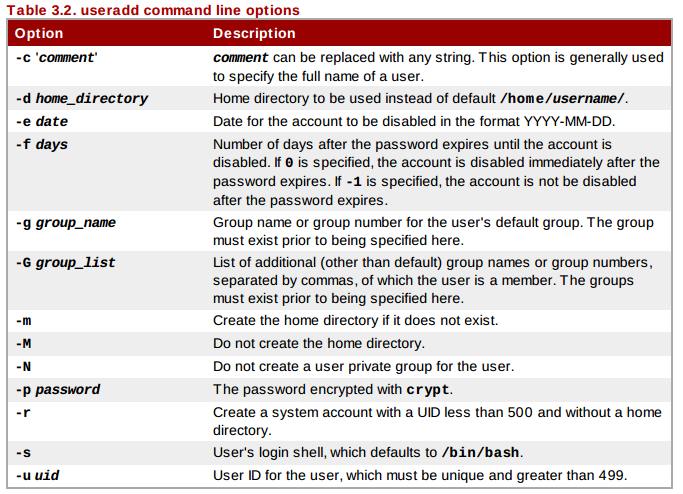 Table 3.2. useradd command line options
Option Description
-c 'comment' comment can be replaced with any string. This option is generally used
to specify the full name of a user.
-d home_directory Home directory to be used instead of default /home/username/.
-e date Date for the account to be disabled in the format YYYY-MM-DD.
-f days Number of days after the password expires until the account is
disabled. If 0 is specified, the account is disabled immediately after the
password expires. If -1 is specified, the account is not be disabled
after the password expires.
-g group_name Group name or group number for the user's default group. The group
must exist prior to being specified here.
-G group_list List of additional (other than default) group names or group numbers,
separated by commas, of which the user is a member. The groups
must exist prior to being specified here.
-m Create the home directory if it does not exist.
-M Do not create the home directory.
-N Do not create a user private group for the user.
-p password The password encrypted with crypt.
-r Create a system account with a UID less than 500 and without a home
directory.
-s User's login shell, which defaults to /bin/bash.
-u uid User ID for the user, which must be unique and greater than 499.